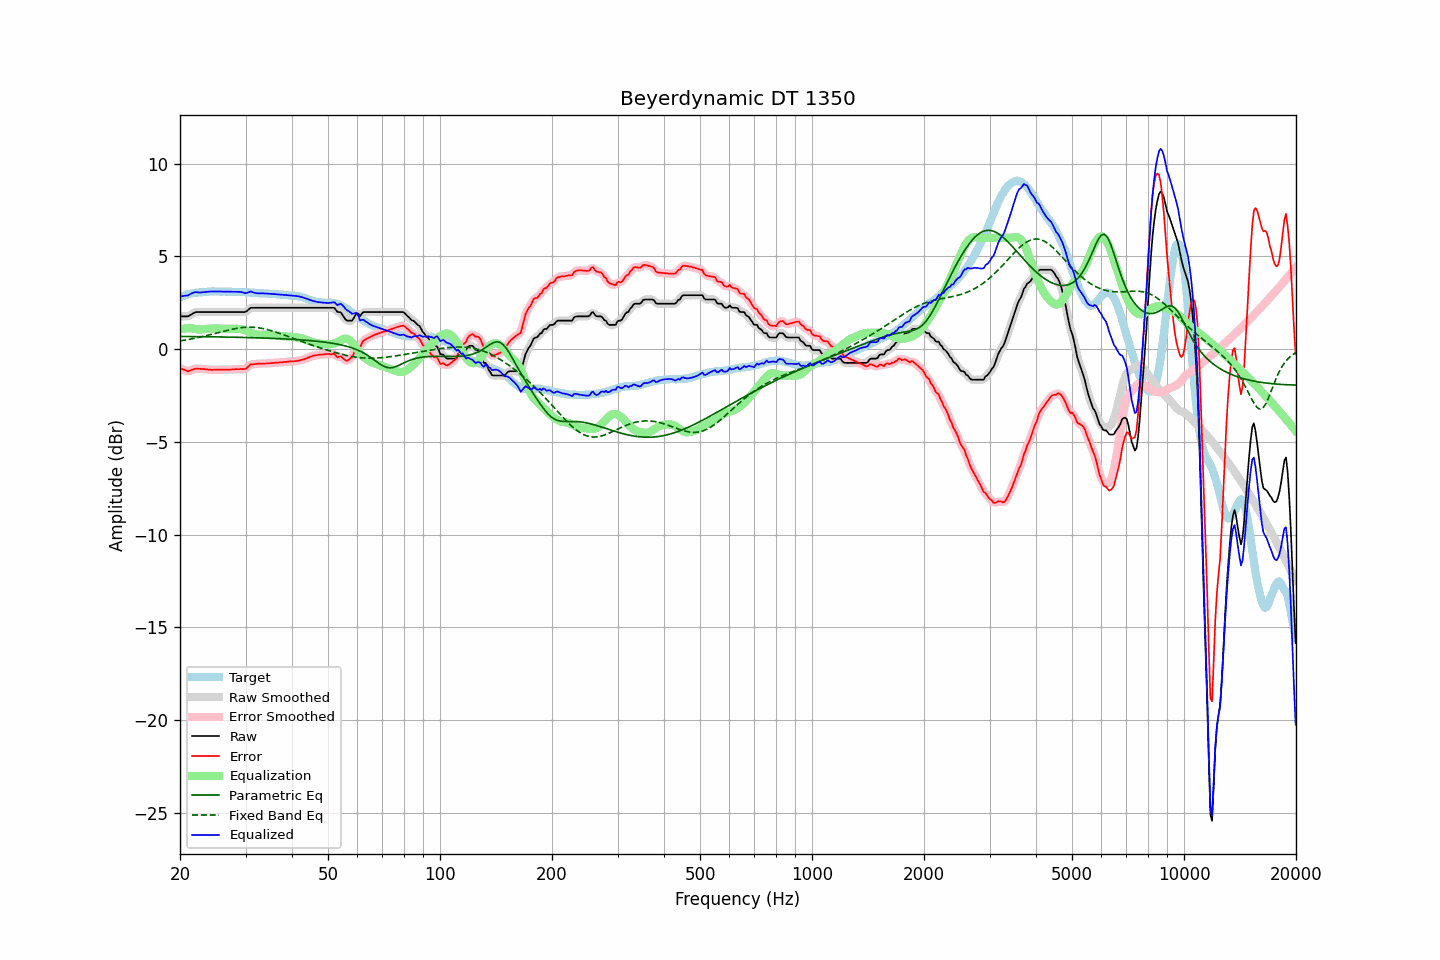 Beyerdynamic DT 1350
Amplitude (dBr)
10
5
0
−5
−10
−15
−20
−25
Target
Raw Smoothed
Error Smoothed
Raw
Error
Equalization
Parametric Eq
Fixed Band Eq
Equalized
20 50 100 200 500 1000 2000 5000 10000 20000
Frequency (Hz)